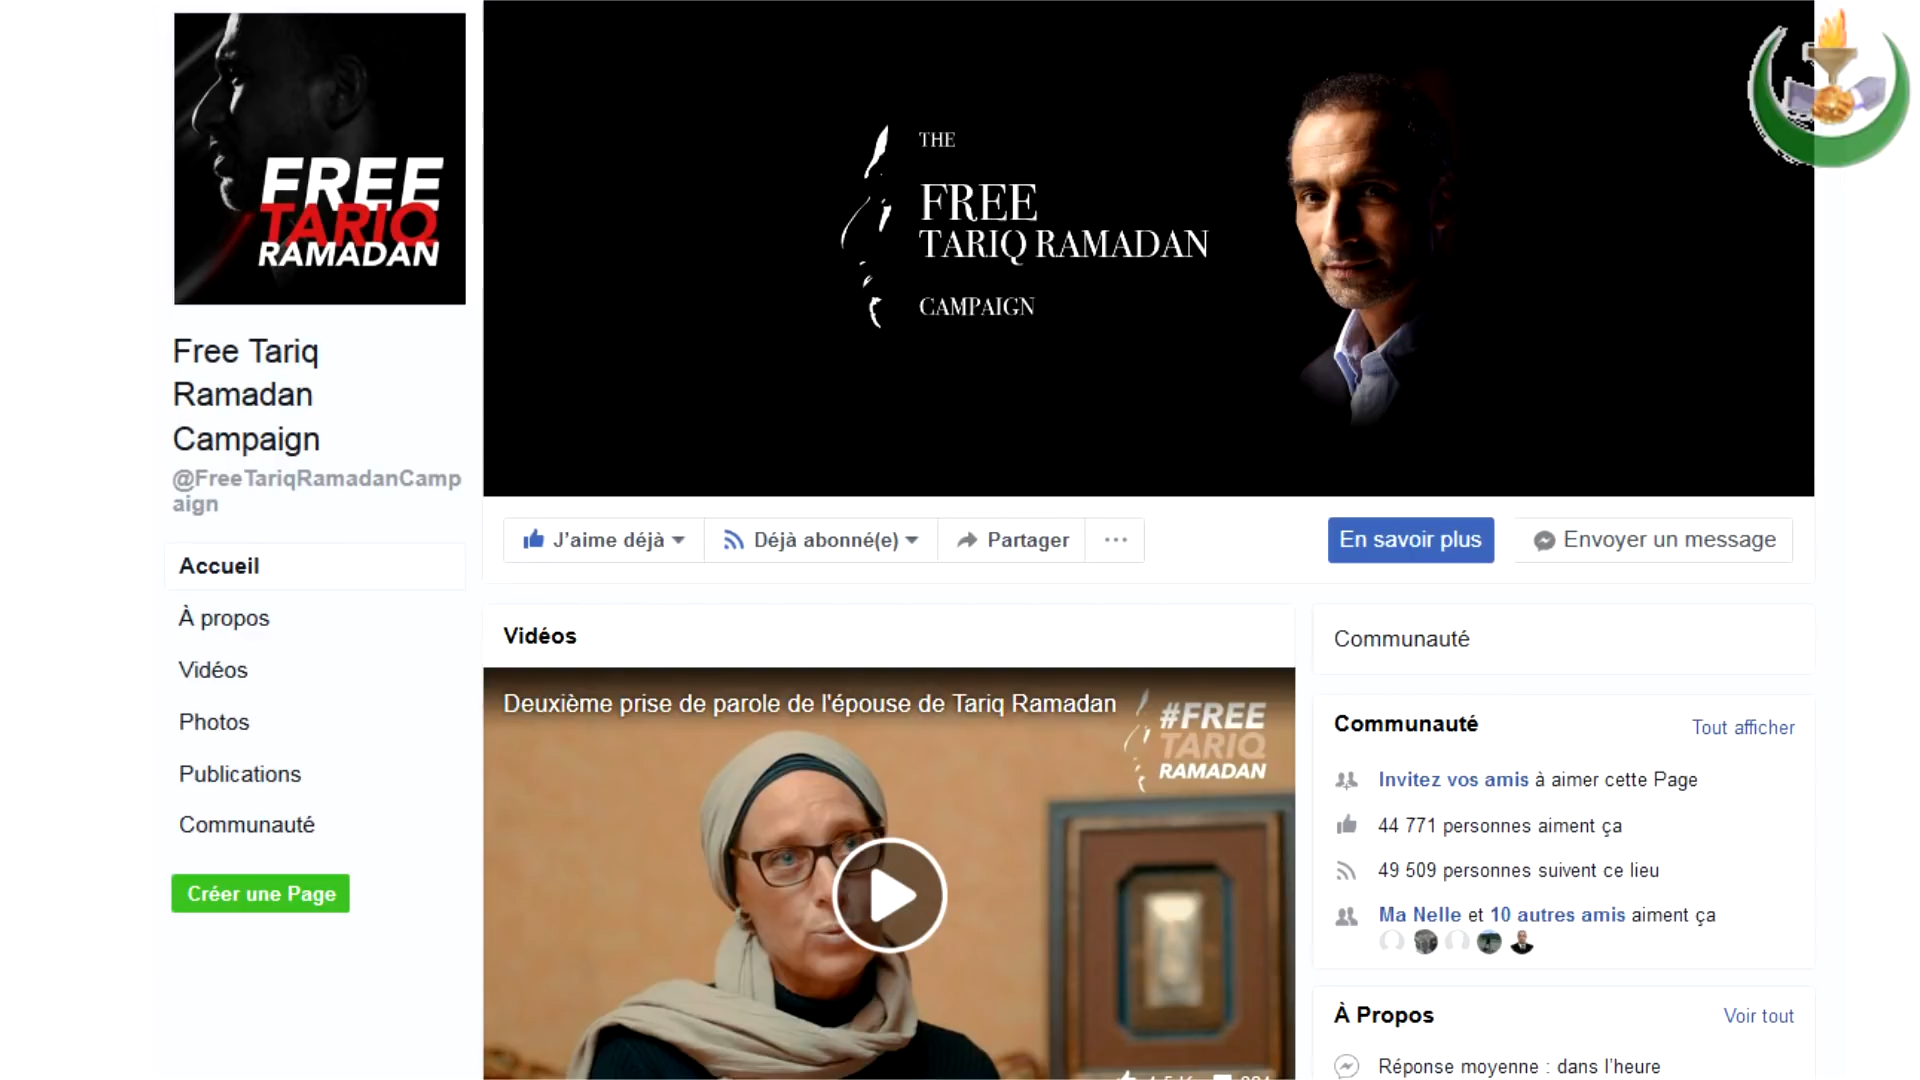 FREE
TARIQ
RAMADAN
THE
FREE
TARIQ RAMADAN
CAMPAIGN
Free Tariq
Ramadan
Campaign
@FreeTariqRamadanCamp
aign
Accueil
À propos
Vidéos
Photos
Publications
Communauté
Créer une Page
J'aime déjà
Déjà abonné(e)
Partager
En savoir plus
Envoyer un message
Vidéos
Deuxième prise de parole de l'épouse de Tariq Ramadan
#FREE
TARIQ
RAMADAN
Communauté
Communauté
Tout afficher
Invitez vos amis à aimer cette Page
44 771 personnes aiment ça
49 509 personnes suivent ce lieu
Ma Nelle et 10 autres amis aiment ça
À Propos
Voir tout
Réponse moyenne : dans l'heure